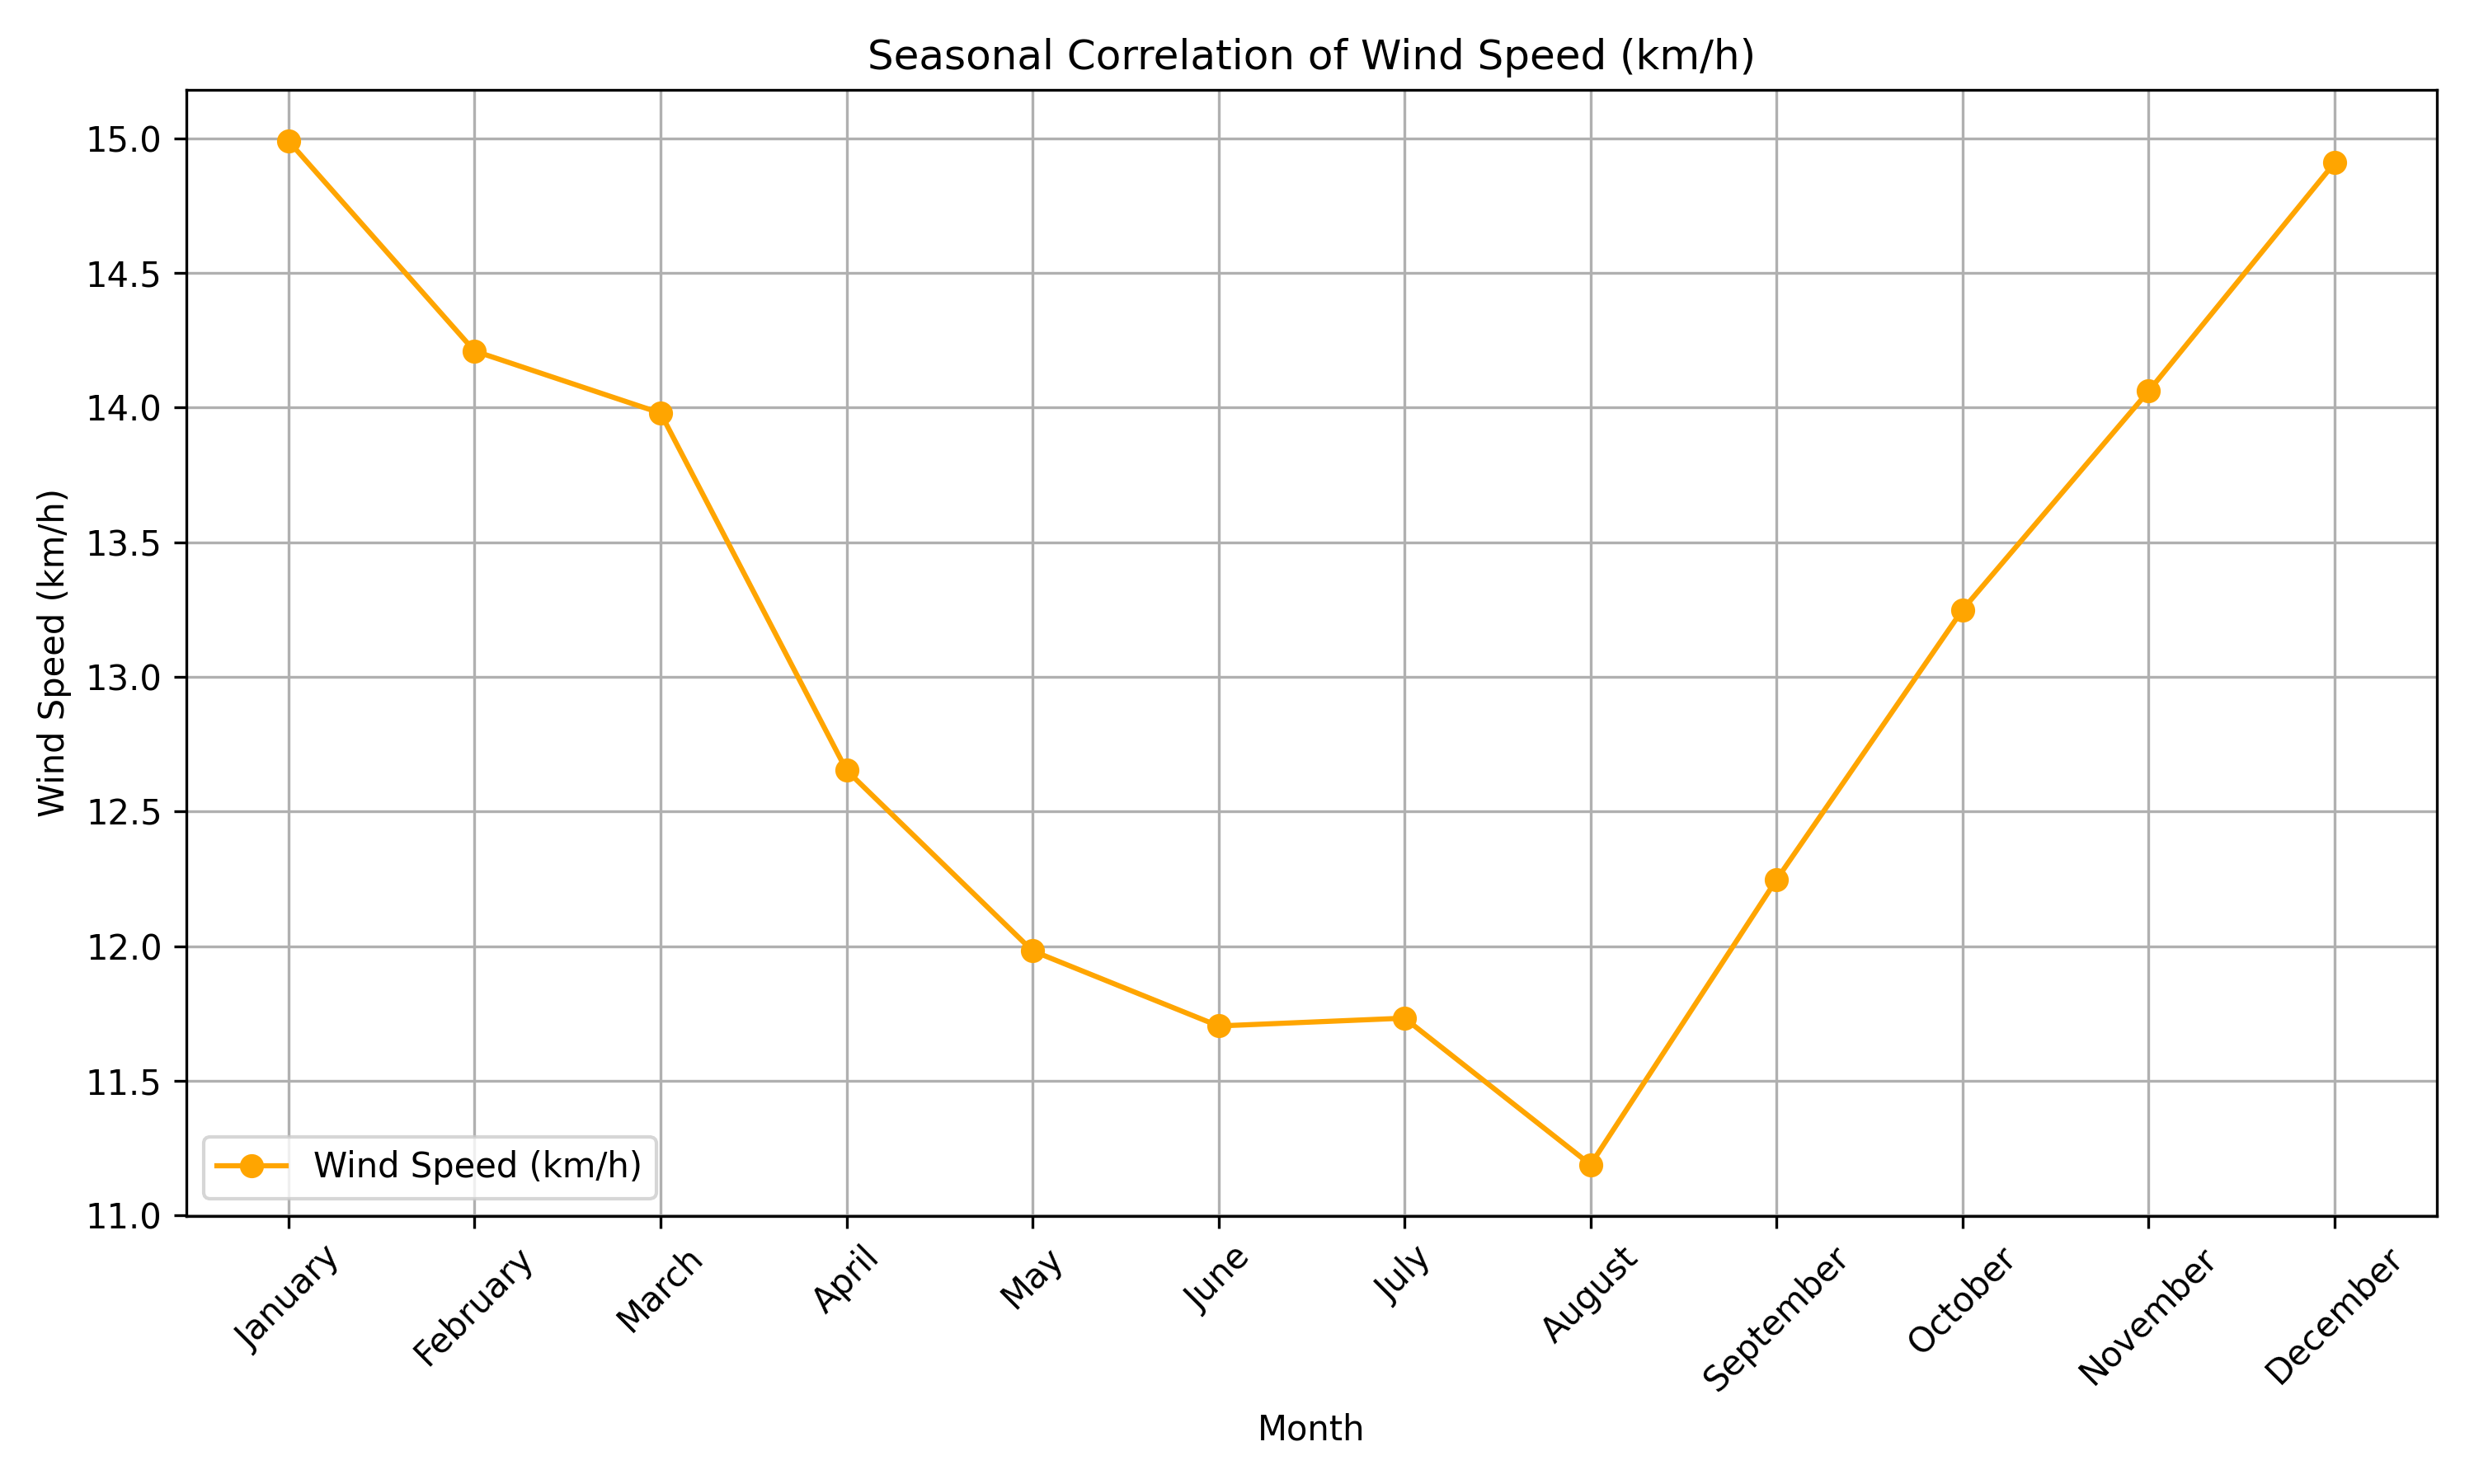 Seasonal Correlation of Wind Speed (km/h)
Wind Speed (km/h)
15.0
14.5
14.0
13.5
13.0
12.5
12.0
11.5
11.0
Wind Speed (km/h)
January
February
March
April
May
June
July
August
September
October
November
December
Month